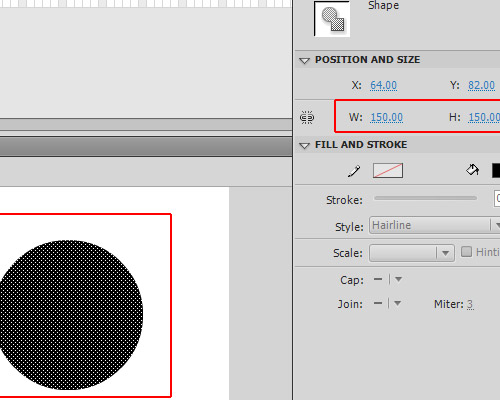 Shape
POSITION AND SIZE
X: 64.00 Y: 82.00
W: 150.00 H: 150.00
FILL AND STROKE
Stroke:
Style: Hairline
Scale: Hinti
Cap:
Join: Miter: 3